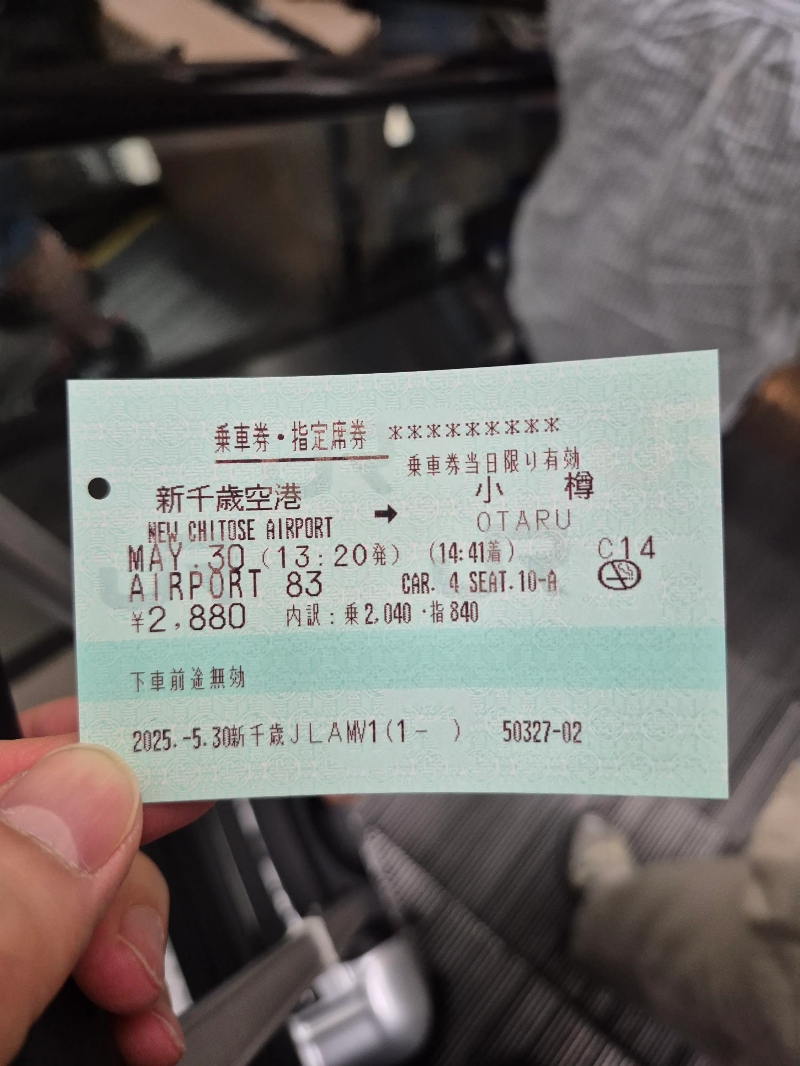 乗車券・指定席券 *********
乗車券当日限り有効
新千歳空港 → 小樽
NEW CHITOSE AIRPORT OTARU
MAY.30 (13:20発) (14:41着) C14
AIRPORT 83 CAR. 4 SEAT.10-A
¥2,880 内訳:乗2,040・指840
下車前途無効
2025.-5.30新千歳JLAMV1(1- ) 50327-02